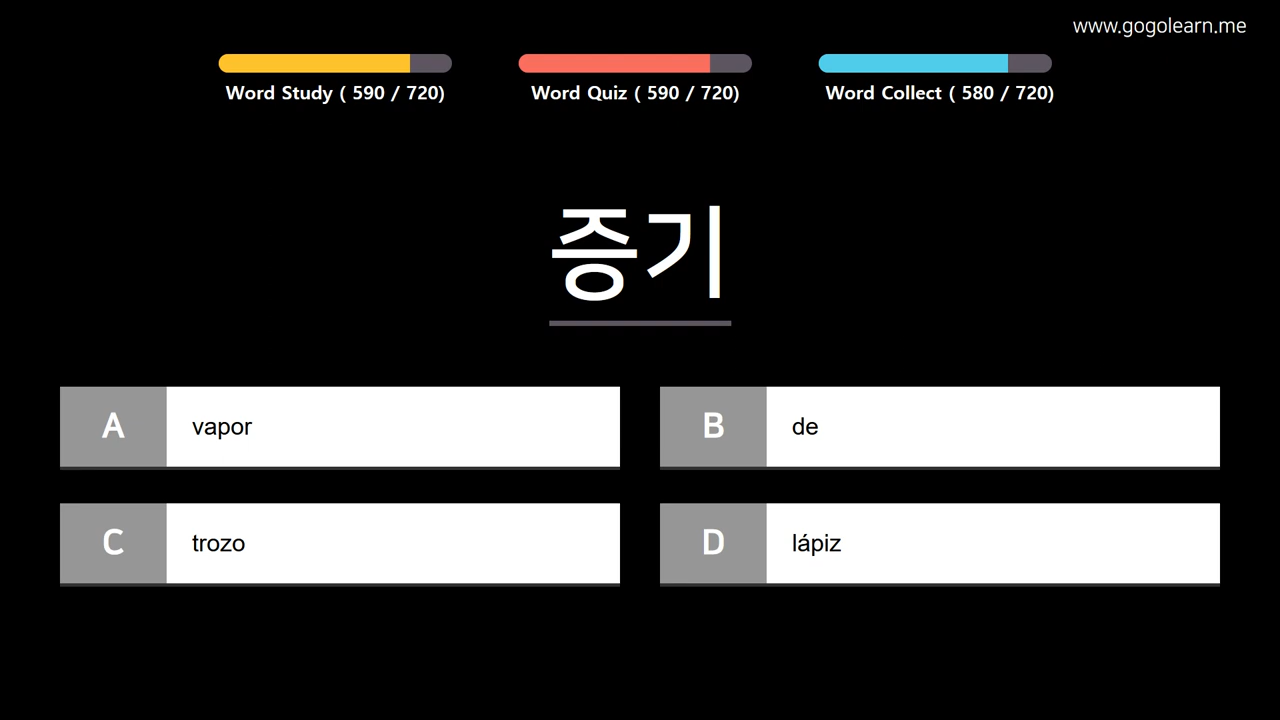 www.gogolearn.me
Word Study ( 590 / 720)
Word Quiz ( 590 / 720)
Word Collect ( 580 / 720)
증기
A vapor
B de
C trozo
D lápiz